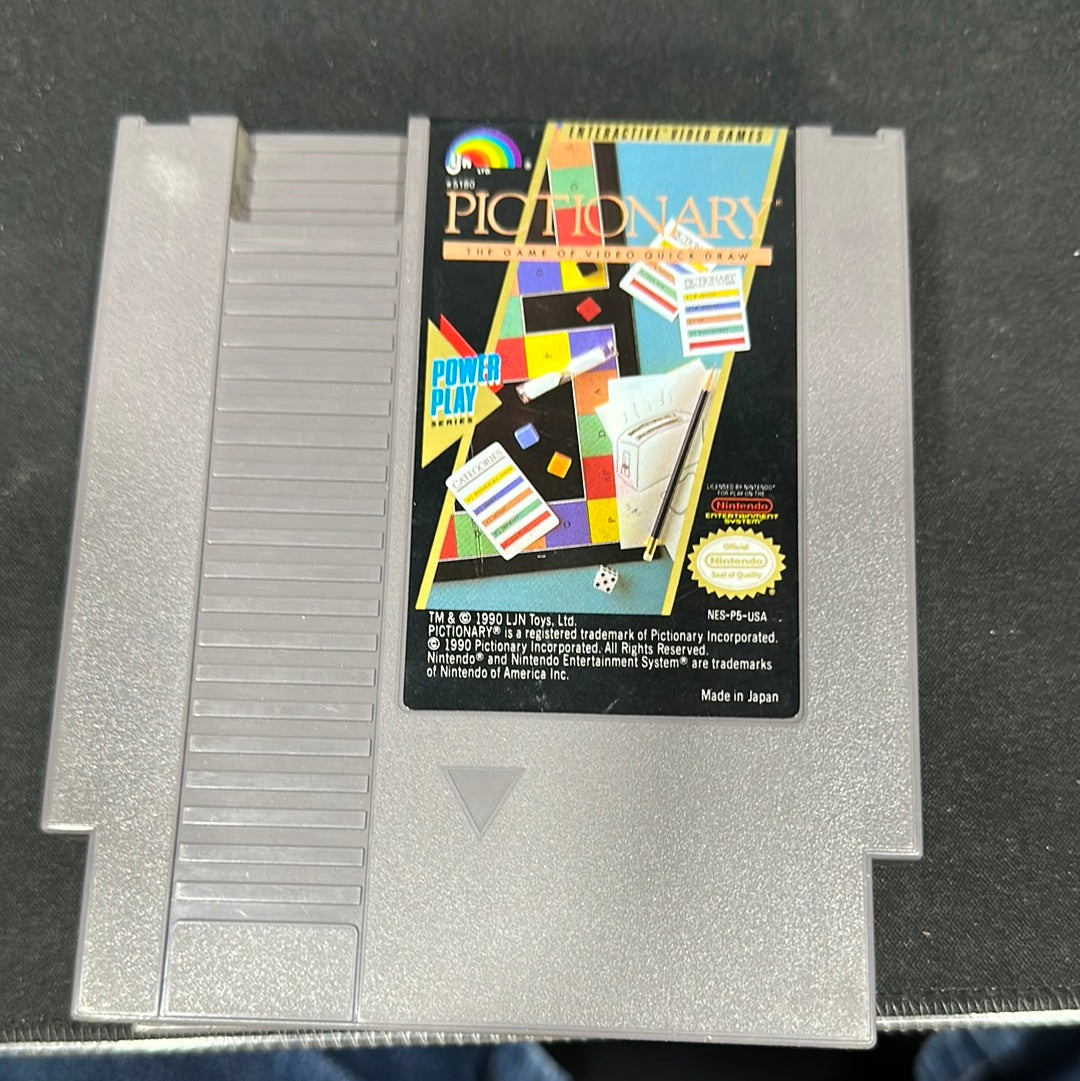 INTERACTIVE VIDEO GAMES
LJN LTD
PICTIONARY®
THE GAME OF VIDEO QUICK DRAW
PICTIONARY
POWER
PLAY
SERIES
CATEGORIES
LICENSED BY NINTENDO®
FOR PLAY ON THE
Nintendo
ENTERTAINMENT
SYSTEM
Official
Nintendo
Seal of Quality
NES-P5-USA
TM & © 1990 LJN Toys, Ltd.
PICTIONARY® is a registered trademark of Pictionary Incorporated.
© 1990 Pictionary Incorporated. All Rights Reserved.
Nintendo® and Nintendo Entertainment System® are trademarks
of Nintendo of America Inc.
Made in Japan